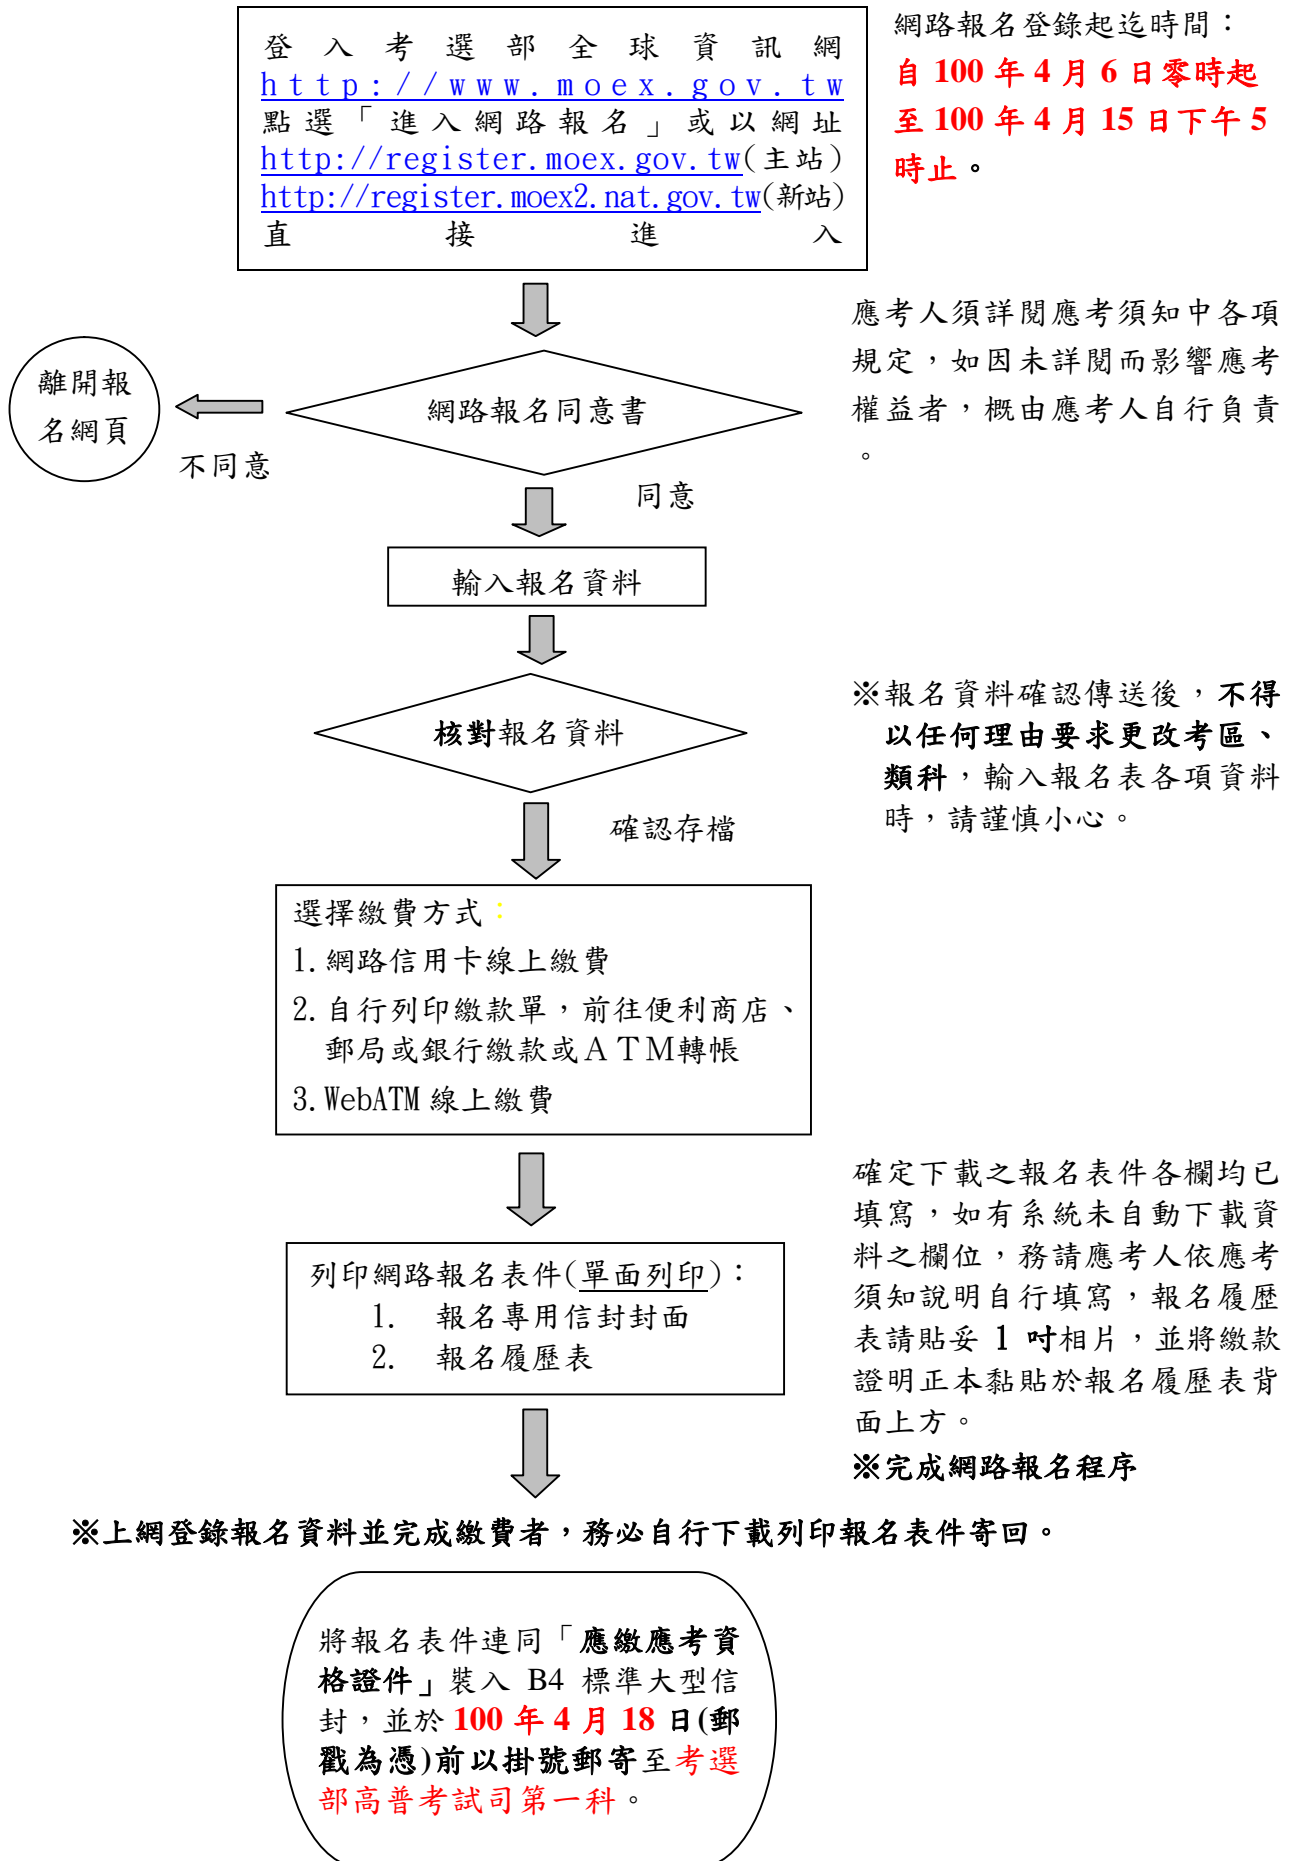 登入考選部全球資訊網
http://www.moex.gov.tw
點選「進入網路報名」或以網址
http://register.moex.gov.tw(主站)
http://register.moex2.nat.gov.tw(新站)
直接進入
網路報名登錄起迄時間：
自 100 年 4 月 6 日零時起
至 100 年 4 月 15 日下午 5
時止。
應考人須詳閱應考須知中各項
規定，如因未詳閱而影響應考
權益者，概由應考人自行負責
。
離開報
名網頁
不同意
網路報名同意書
同意
輸入報名資料
核對報名資料
※報名資料確認傳送後，不得
以任何理由要求更改考區、
類科，輸入報名表各項資料
時，請謹慎小心。
確認存檔
選擇繳費方式：
1.網路信用卡線上繳費
2.自行列印繳款單，前往便利商店、
郵局或銀行繳款或ＡＴＭ轉帳
3.WebATM 線上繳費
確定下載之報名表件各欄均已
填寫，如有系統未自動下載資
料之欄位，務請應考人依應考
須知說明自行填寫，報名履歷
表請貼妥 1 吋相片，並將繳款
證明正本黏貼於報名履歷表背
面上方。
※完成網路報名程序
列印網路報名表件(單面列印)：
1. 報名專用信封封面
2. 報名履歷表
※上網登錄報名資料並完成繳費者，務必自行下載列印報名表件寄回。
將報名表件連同「應繳應考資
格證件」裝入 B4 標準大型信
封，並於 100 年 4 月 18 日(郵
戳為憑)前以掛號郵寄至考選
部高普考試司第一科。